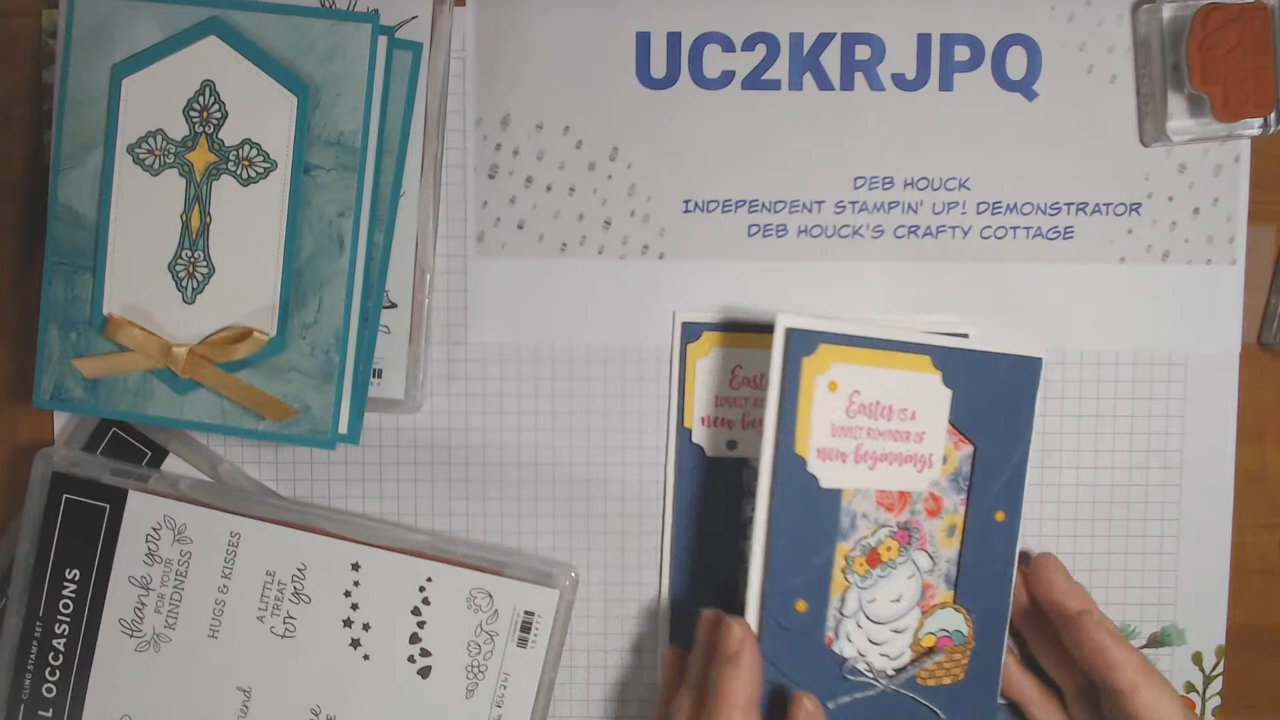 UC2KRJPQ
DEB HOUCK
INDEPENDENT STAMPIN' UP! DEMONSTRATOR
DEB HOUCK'S CRAFTY COTTAGE
EASTER IS A
LOVELY REMINDER OF
new beginnings
thank you
FOR YOUR
KINDNESS
HUGS & KISSES
A LITTLE
TREAT
for you
CLING STAMP SET
L OCCASIONS